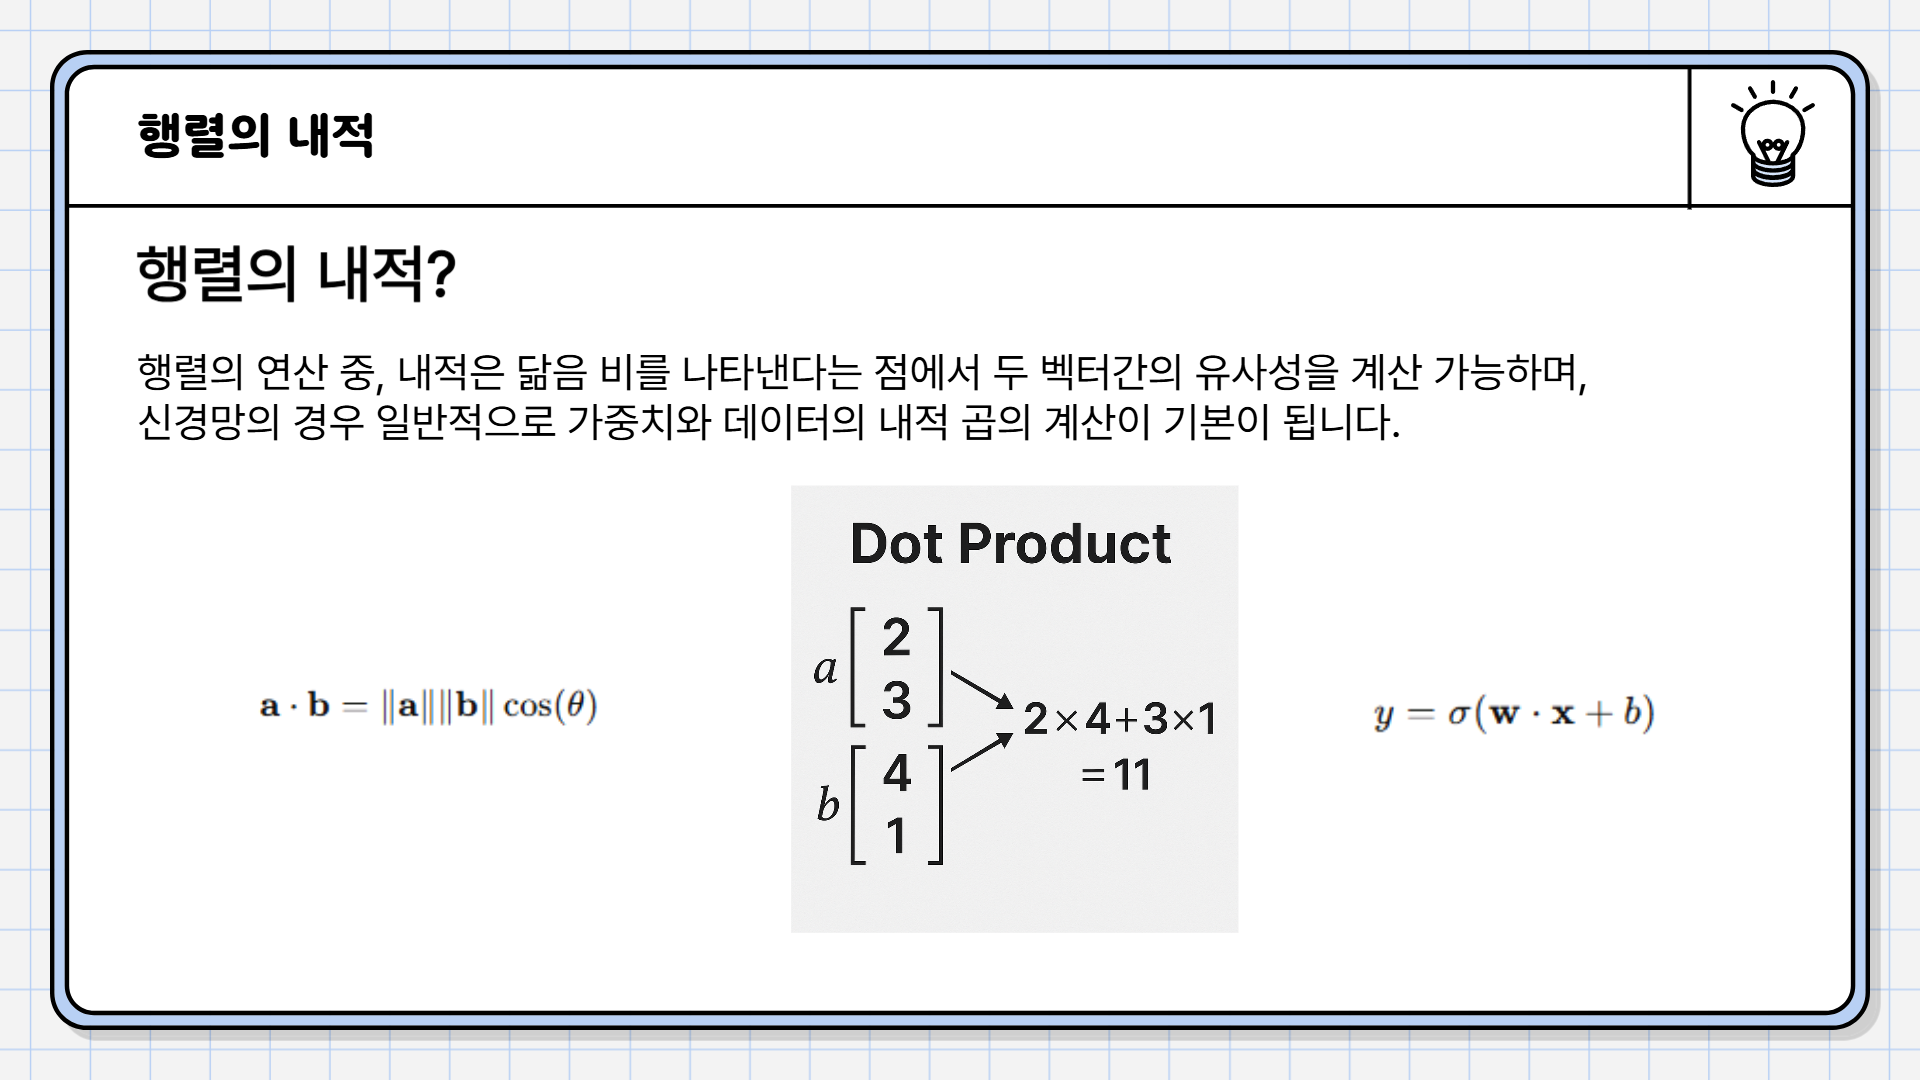 행렬의 내적
행렬의 내적?
행렬의 연산 중, 내적은 닮음 비를 나타낸다는 점에서 두 벡터간의 유사성을 계산 가능하며,
신경망의 경우 일반적으로 가중치와 데이터의 내적 곱의 계산이 기본이 됩니다.
a · b = ‖a‖‖b‖ cos(θ)
Dot Product
a
2
3
b
4
1
2×4+3×1
=11
y = σ(w · x + b)